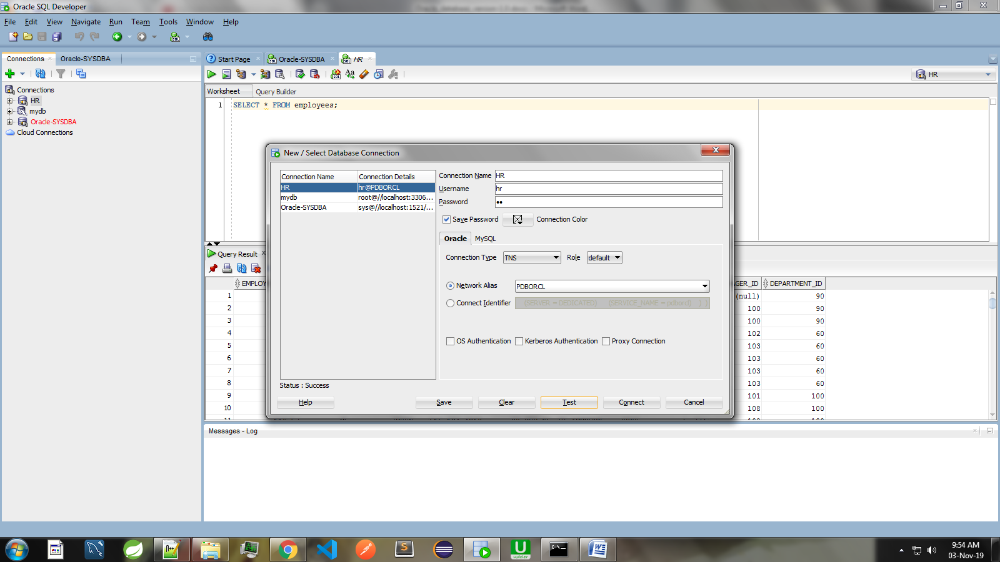 Oracle SQL Developer
File Edit View Navigate Run Team Tools Window Help
Connections Oracle-SYSDBA
Connections
HR
mydb
Oracle-SYSDBA
Cloud Connections
Start Page Oracle-SYSDBA HR
HR
Worksheet Query Builder
1 SELECT * FROM employees;
New / Select Database Connection
Connection Name Connection Details
HR hr@PDBORCL
mydb root@//localhost:3306...
Oracle-SYSDBA sys@//localhost:1521/...
Connection Name HR
Username hr
Password ••
Save Password Connection Color
Oracle MySQL
Connection Type TNS Role default
Network Alias PDBORCL
Connect Identifier (SERVER = DEDICATED) (SERVICE_NAME = pdborcl) ) )
OS Authentication Kerberos Authentication Proxy Connection
Status : Success
Help Save Clear Test Connect Cancel
Query Result
EMPLOY GER_ID DEPARTMENT_ID
1 (null) 90
2 100 90
3 100 90
4 102 60
5 103 60
6 103 60
7 103 60
8 103 60
9 101 100
10 108 100
Messages - Log
9:54 AM
03-Nov-19